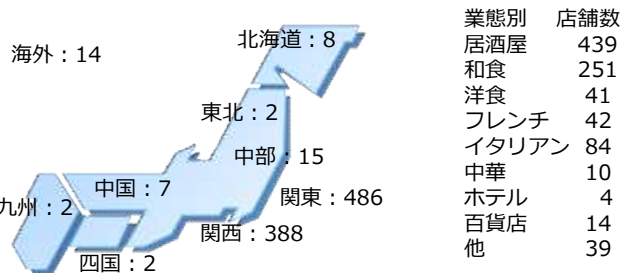 海外：14
北海道：8
東北：2
中部：15
中国：7
九州：2
関東：486
関西：388
四国：2
業態別 店舗数
居酒屋 439
和食 251
洋食 41
フレンチ 42
イタリアン 84
中華 10
ホテル 4
百貨店 14
他 39